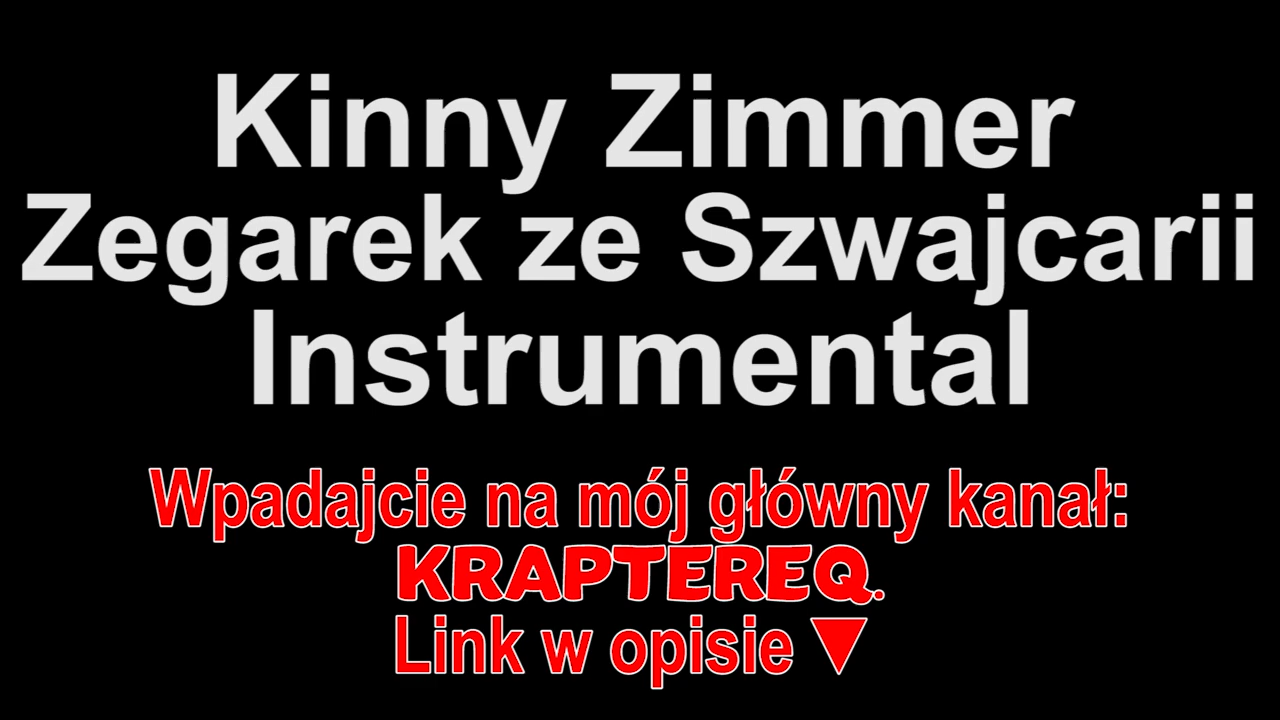 Kinny Zimmer
Zegarek ze Szwajcarii
Instrumental
Wpadajcie na mój główny kanał:
KRAPTEREQ.
Link w opisie ▼